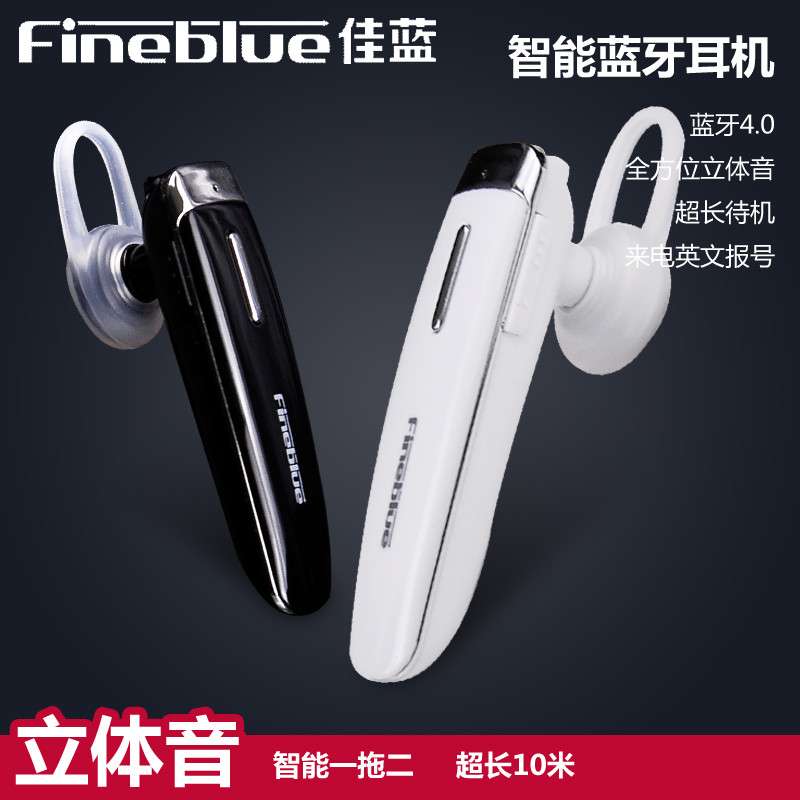 Fineblue佳蓝
智能蓝牙耳机
蓝牙4.0
全方位立体音
超长待机
来电英文报号
Fineblue
Fineblue
立体音
智能一拖二 超长10米